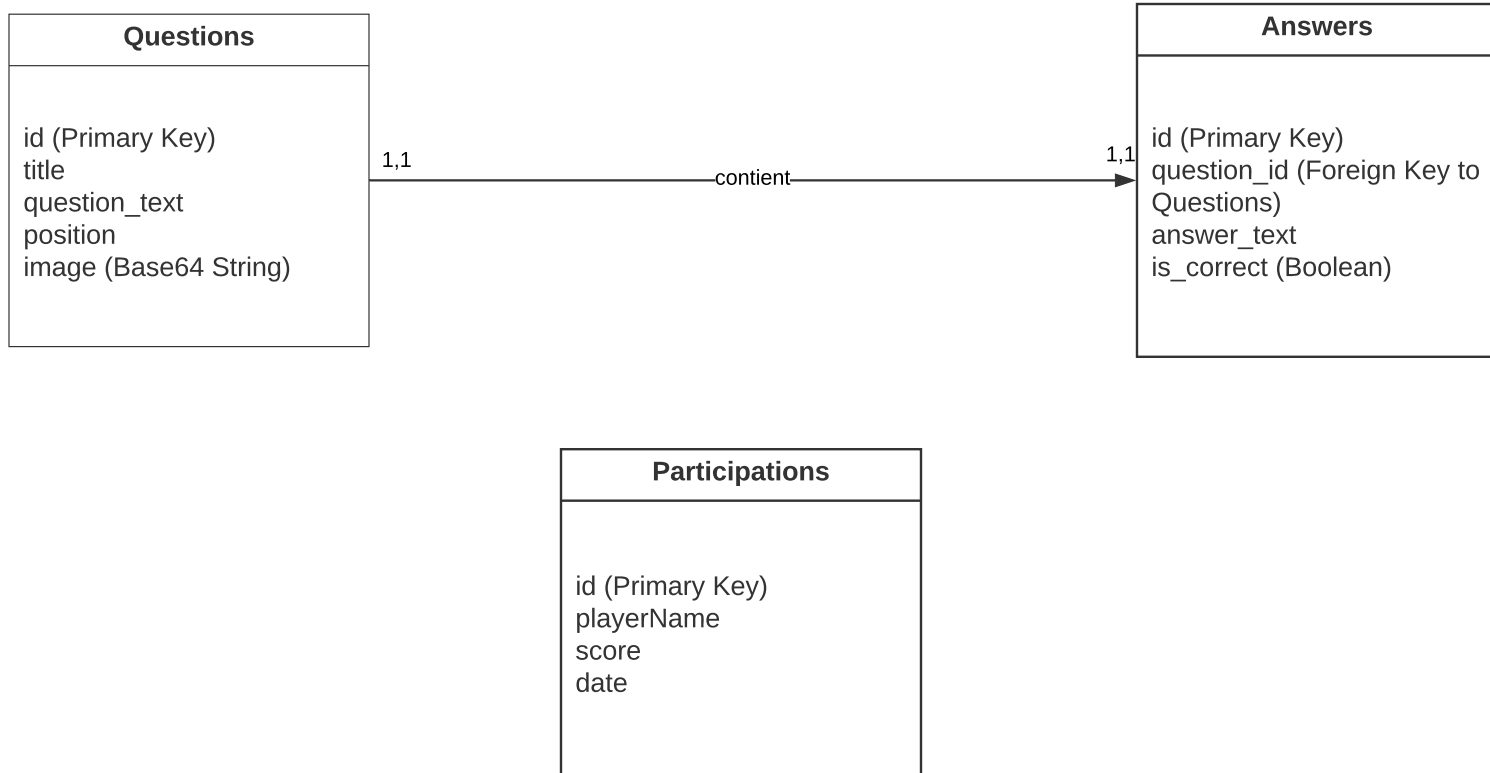 Questions
id (Primary Key)
title
question_text
position
image (Base64 String)
1,1
contient
1,1
Answers
id (Primary Key)
question_id (Foreign Key to
Questions)
answer_text
is_correct (Boolean)
Participations
id (Primary Key)
playerName
score
date